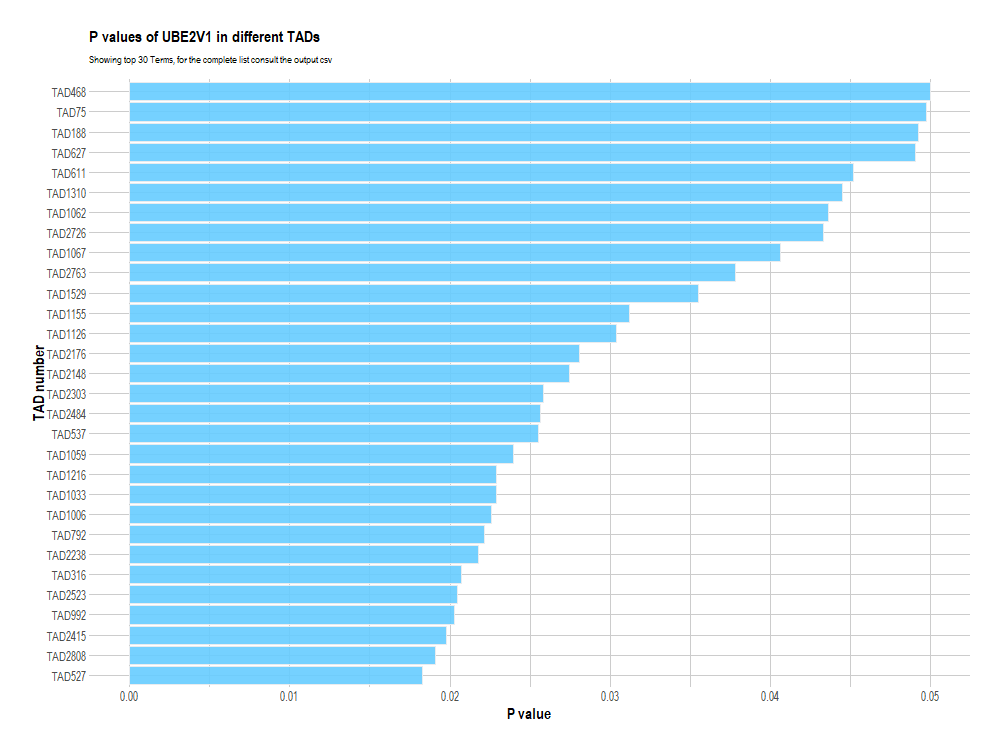 P values of UBE2V1 in different TADs
Showing top 30 Terms, for the complete list consult the output csv
TAD468
TAD75
TAD188
TAD627
TAD611
TAD1310
TAD1062
TAD2726
TAD1067
TAD2763
TAD1529
TAD1155
TAD1126
TAD2176
TAD2148
TAD2303
TAD2484
TAD537
TAD1059
TAD1216
TAD1033
TAD1006
TAD792
TAD2238
TAD316
TAD2523
TAD992
TAD2415
TAD2808
TAD527
TAD number
0.00 0.01 0.02 0.03 0.04 0.05
P value